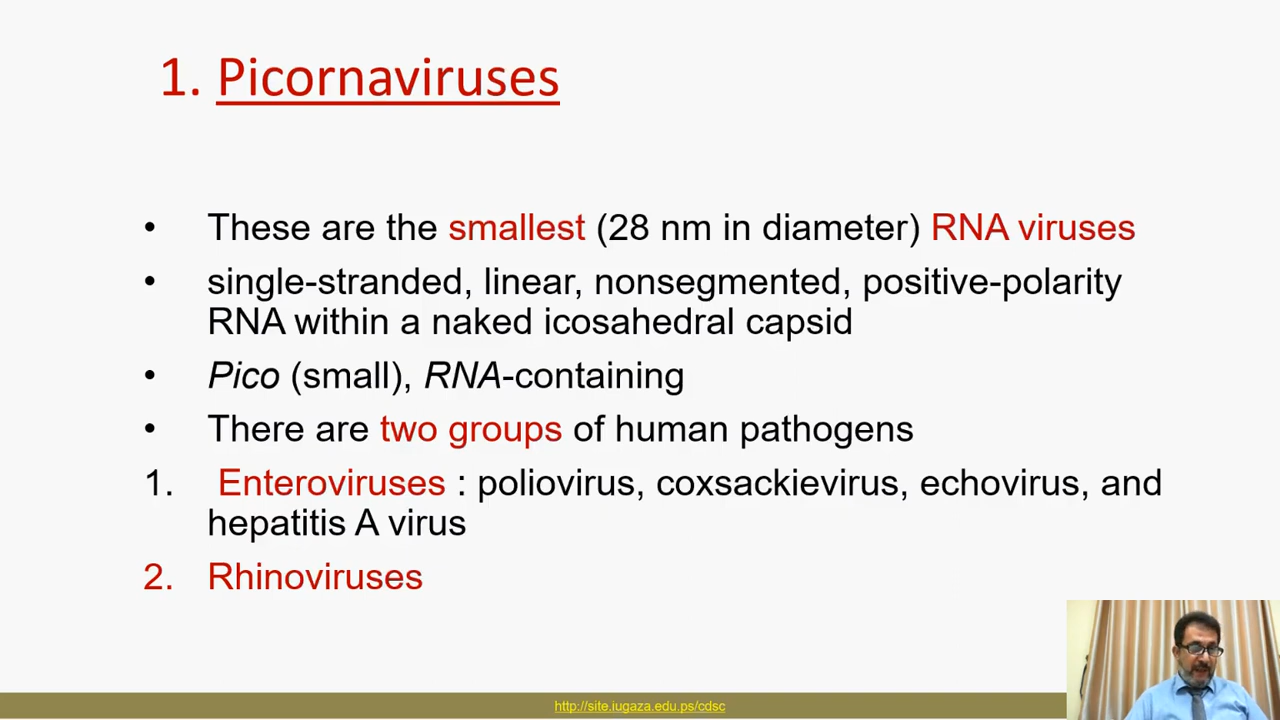 1. Picornaviruses
• These are the smallest (28 nm in diameter) RNA viruses
• single-stranded, linear, nonsegmented, positive-polarity
RNA within a naked icosahedral capsid
• Pico (small), RNA-containing
• There are two groups of human pathogens
1. Enteroviruses : poliovirus, coxsackievirus, echovirus, and
hepatitis A virus
2. Rhinoviruses
http://site.iugaza.edu.ps/cdsc